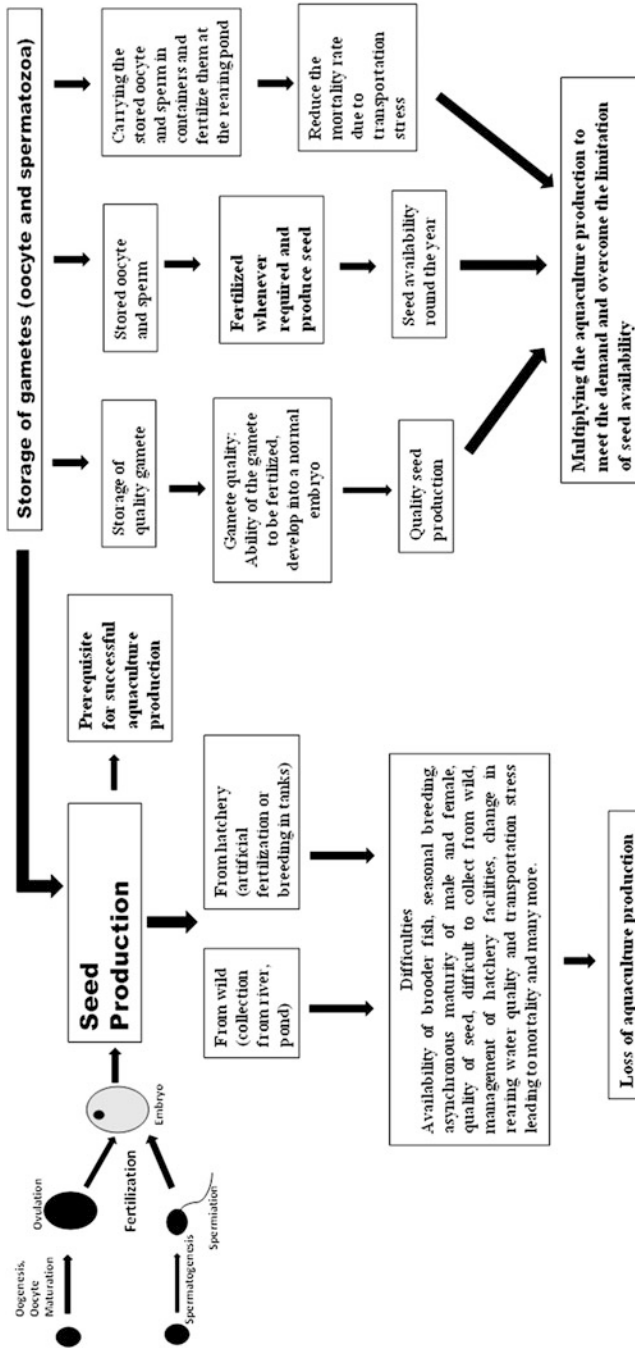 Oogenesis,
Oocyte
Maturation
Ovulation
Fertilization
Spermatogenesis
Spermiation
Embryo
Seed
Production
Prerequisite
for successful
aquaculture
production
From wild
(collection
from river,
pond)
From hatchery
(artificial
fertilization or
breeding in tanks)
Difficulties
Availability of brooder fish, seasonal breeding,
asynchronous maturity of male and female,
quality of seed, difficult to collect from wild,
management of hatchery facilities, change in
rearing water quality and transportation stress
leading to mortality and many more.
Loss of aquaculture production
Storage of gametes (oocyte and spermatozoa)
Storage of
quality gamete
Gamete quality:
Ability of the gamete
to be fertilized,
develop into a normal
embryo
Quality seed
production
Stored oocyte
and sperm
Fertilized
whenever
required and
produce seed
Seed availability
round the year
Carrying the
stored oocyte
and sperm in
containers and
fertilize them at
the rearing pond
Reduce the
mortality rate
due to
transportation
stress
Multiplying the aquaculture production to
meet the demand and overcome the limitation
of seed availability